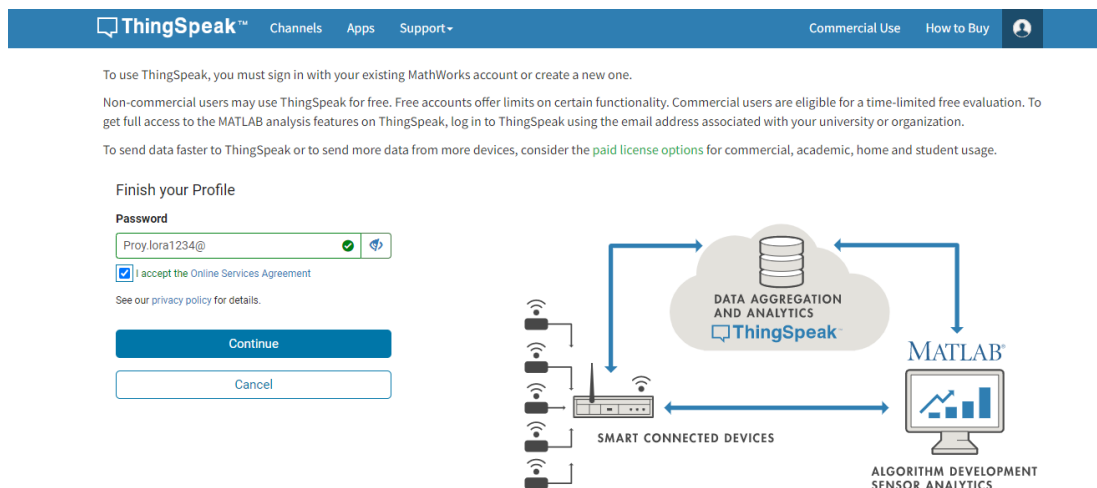 ThingSpeak™ Channels Apps Support Commercial Use How to Buy
To use ThingSpeak, you must sign in with your existing MathWorks account or create a new one.
Non-commercial users may use ThingSpeak for free. Free accounts offer limits on certain functionality. Commercial users are eligible for a time-limited free evaluation. To
get full access to the MATLAB analysis features on ThingSpeak, log in to ThingSpeak using the email address associated with your university or organization.
To send data faster to ThingSpeak or to send more data from more devices, consider the paid license options for commercial, academic, home and student usage.
Finish your Profile
Password
Proy.lora1234@
I accept the Online Services Agreement
See our privacy policy for details.
Continue
Cancel
DATA AGGREGATION
AND ANALYTICS
ThingSpeak™
MATLAB®
SMART CONNECTED DEVICES
ALGORITHM DEVELOPMENT
SENSOR ANALYTICS